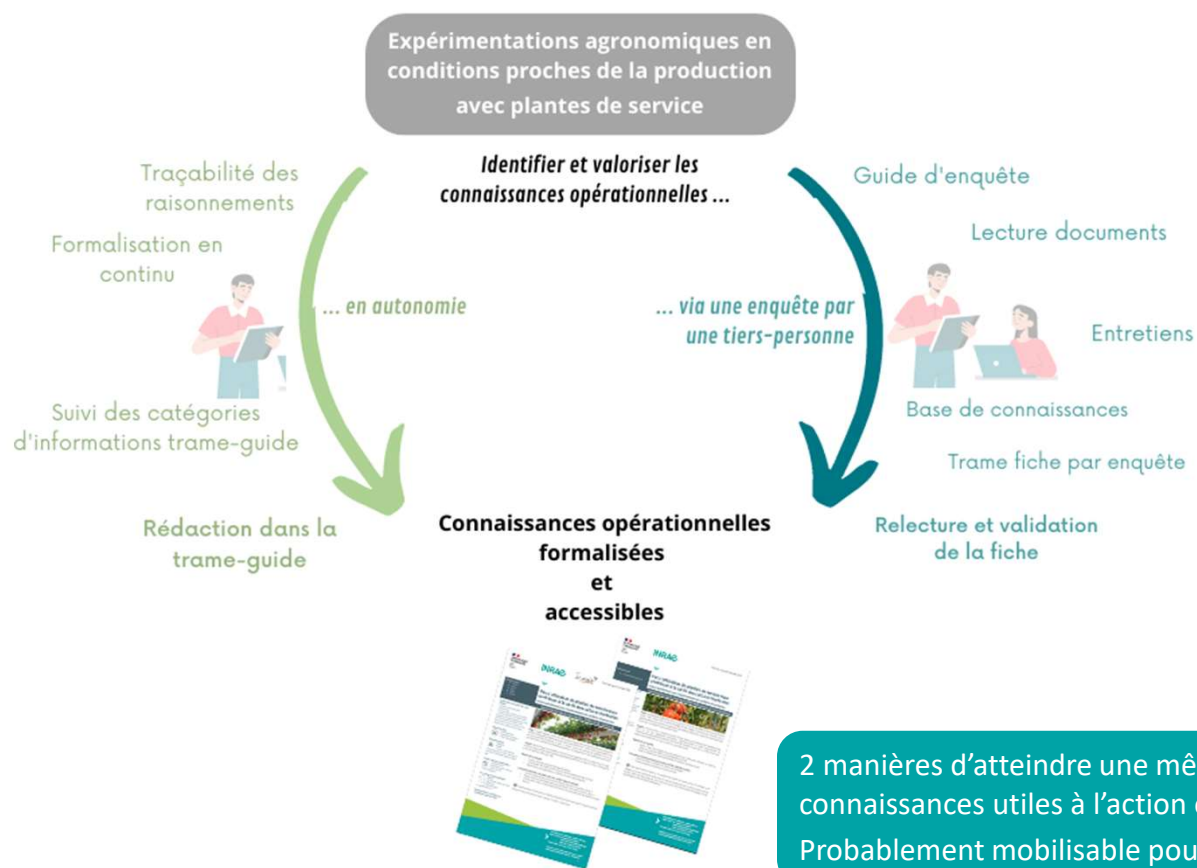 Expérimentations agronomiques en
conditions proches de la production
avec plantes de service
Identifier et valoriser les
connaissances opérationnelles ...
Traçabilité des
raisonnements
Formalisation en
continu
... en autonomie
Suivi des catégories
d'informations trame-guide
Rédaction dans la
trame-guide
Guide d'enquête
Lecture documents
... via une enquête par
une tiers-personne
Entretiens
Base de connaissances
Trame fiche par enquête
Relecture et validation
de la fiche
Connaissances opérationnelles
formalisées
et
accessibles
INRAE
INRAE
2 manières d’atteindre une mê
connaissances utiles à l’action
Probablement mobilisable pou